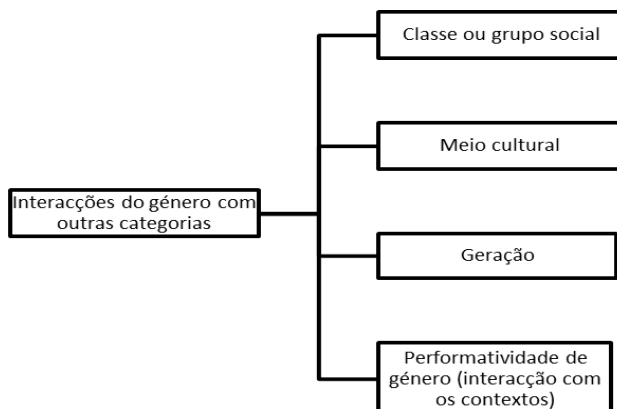 Classe ou grupo social
Meio cultural
Interacções do género com
outras categorias
Geração
Performatividade de
género (interacção com
os contextos)